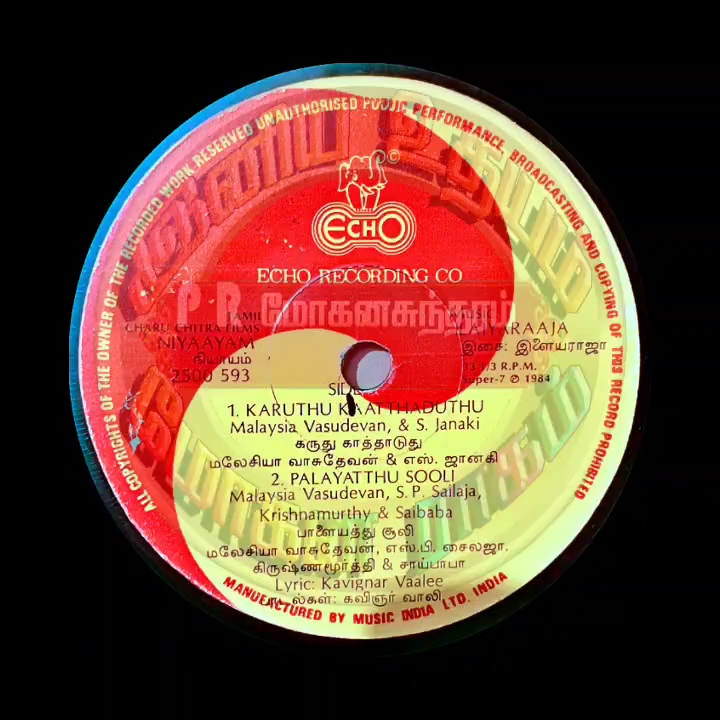 ALL COPYRIGHTS OF THE OWNER OF THE RECORDED WORK RESERVED UNAUTHORISED PUBLIC PERFORMANCE, BROADCASTING AND COPYING OF THIS RECORD PROHIBITED
©
ECHO
ECHO RECORDING CO
P. R. மோகனசுந்தரம்
TAMIL
CHARU CHITRA FILMS
NIYAAYAM
நியாயம்
2500 593
Music
ILAIYARAAJA
இசை: இளையராஜா
33 1/3 R.P.M.
Super-7 ℗ 1984
SIDE
1. KARUTHU KAATTHADUTHU
Malaysia Vasudevan, & S. Janaki
கருது காத்தாடுது
மலேசியா வாசுதேவன் & எஸ். ஜானகி
2. PALAYATTHU SOOLI
Malaysia Vasudevan, S.P. Sailaja,
Krishnamurthy & Saibaba
பாளையத்து சூலி
மலேசியா வாசுதேவன், எஸ்.பி. சைலஜா.
கிருஷ்ணமூர்த்தி & சாய்பாபா
Lyric: Kavignar Vaalee
கவிஞர் வாலி
MANUFACTURED BY MUSIC INDIA LTD. INDIA